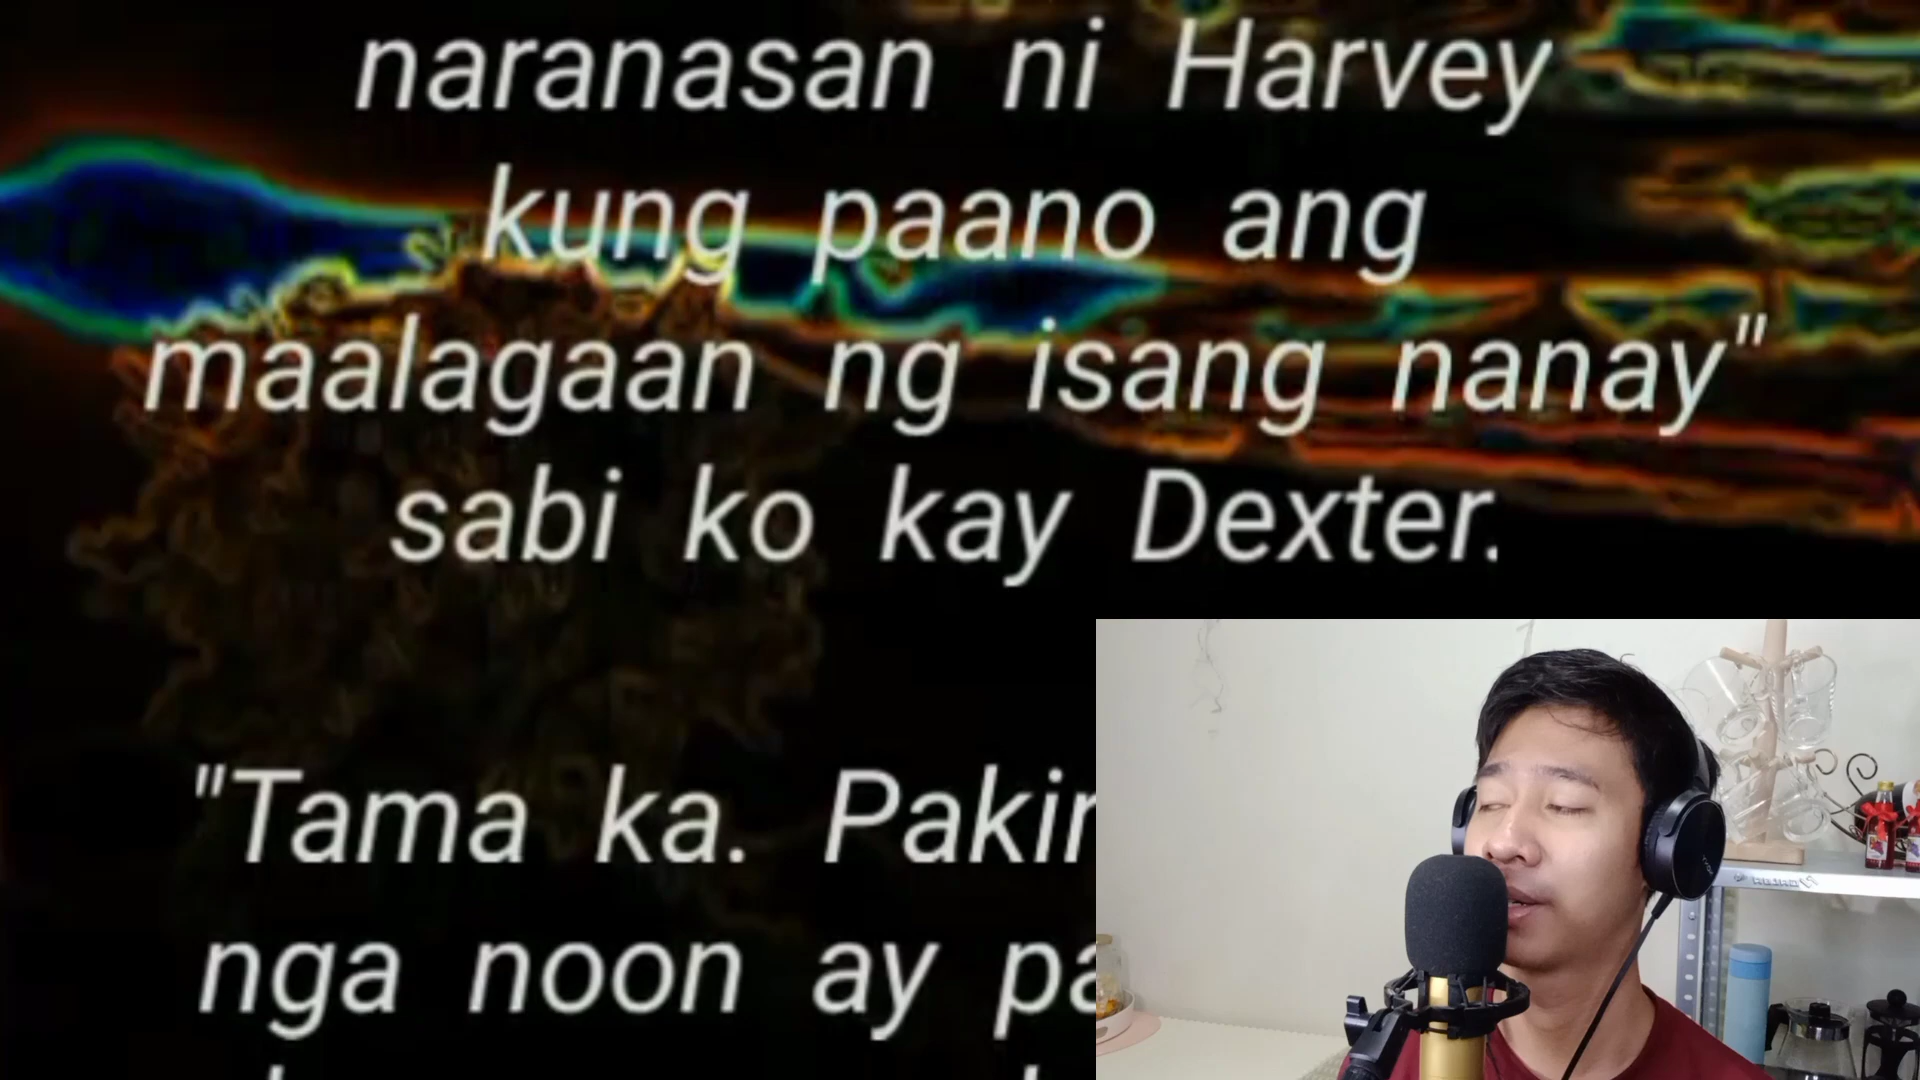 naranasan ni Harvey
kung paano ang
maalagaan ng isang nanay"
sabi ko kay Dexter.
"Tama ka.
nga noon ay